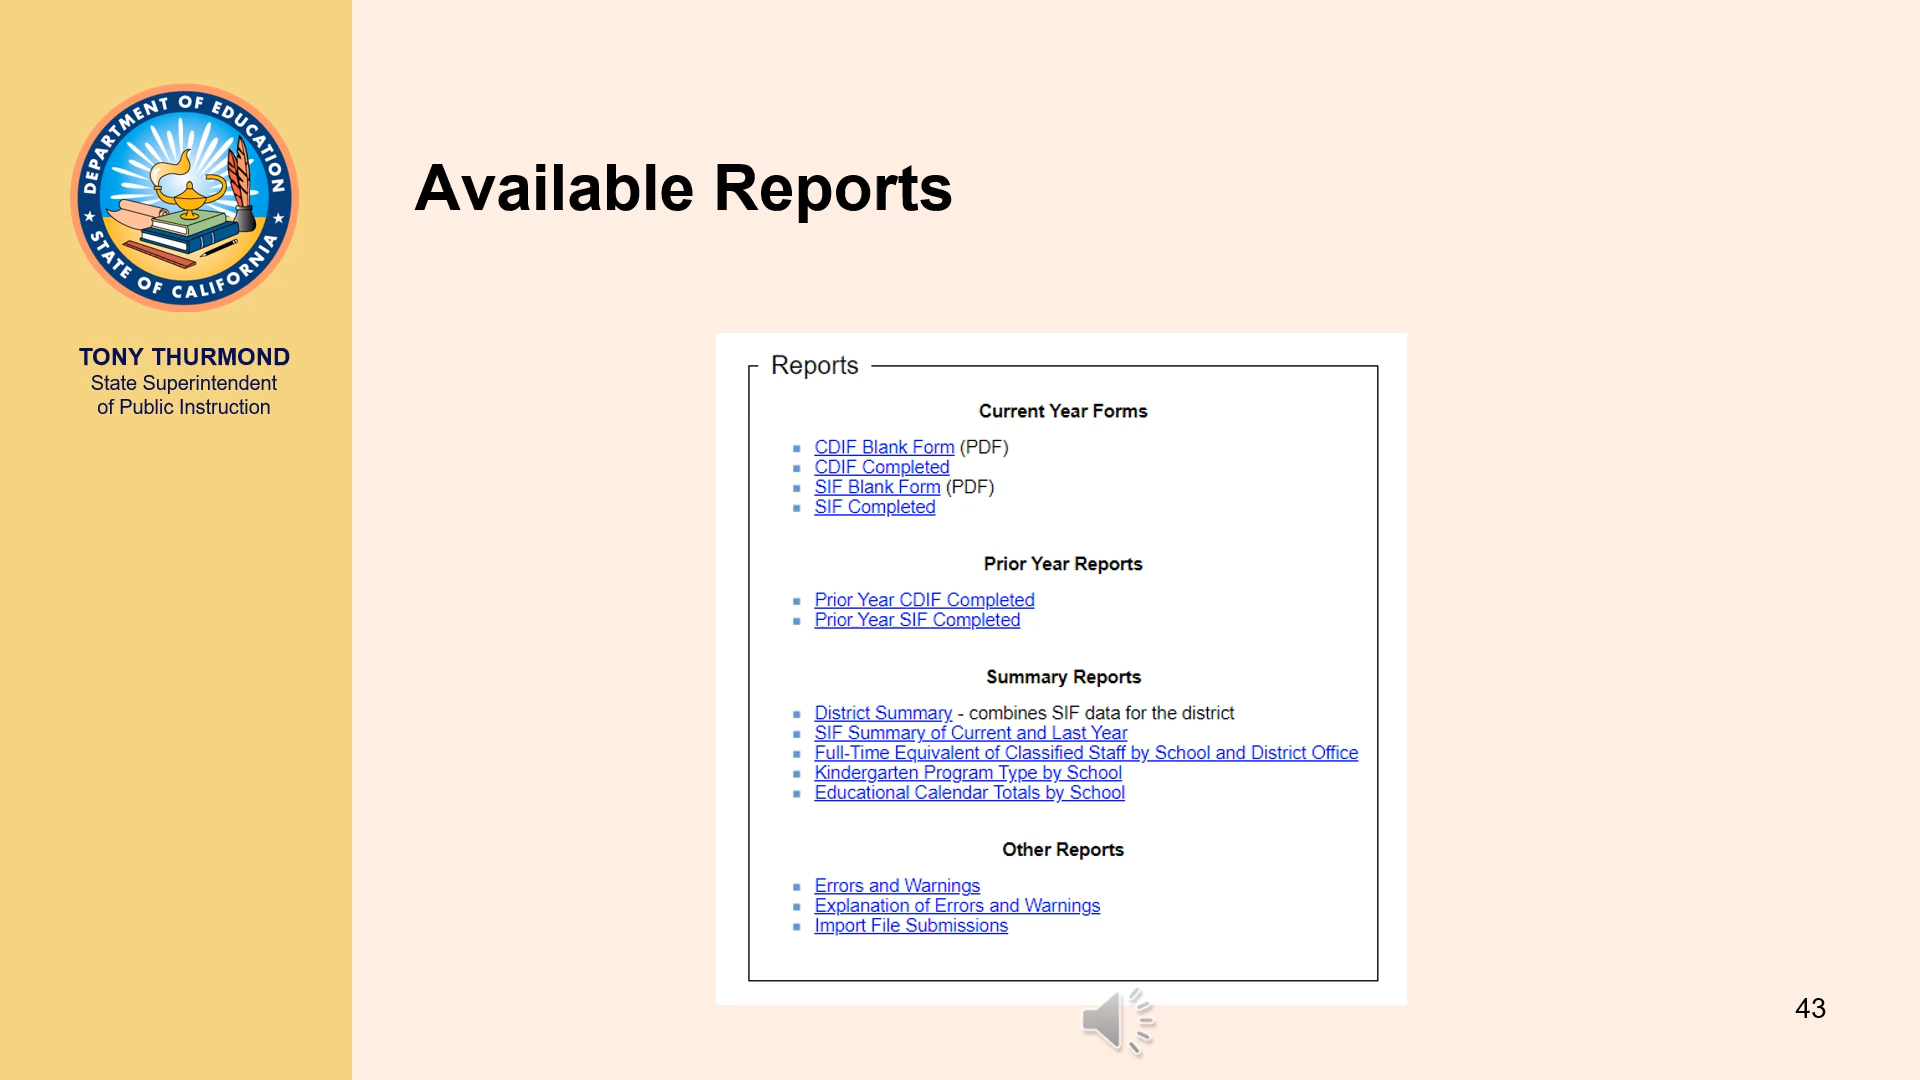 DEPARTMENT OF EDUCATION
STATE OF CALIFORNIA
TONY THURMOND
State Superintendent
of Public Instruction
Available Reports
Reports
Current Year Forms
CDIF Blank Form (PDF)
CDIF Completed
SIF Blank Form (PDF)
SIF Completed
Prior Year Reports
Prior Year CDIF Completed
Prior Year SIF Completed
Summary Reports
District Summary - combines SIF data for the district
SIF Summary of Current and Last Year
Full-Time Equivalent of Classified Staff by School and District Office
Kindergarten Program Type by School
Educational Calendar Totals by School
Other Reports
Errors and Warnings
Explanation of Errors and Warnings
Import File Submissions
43